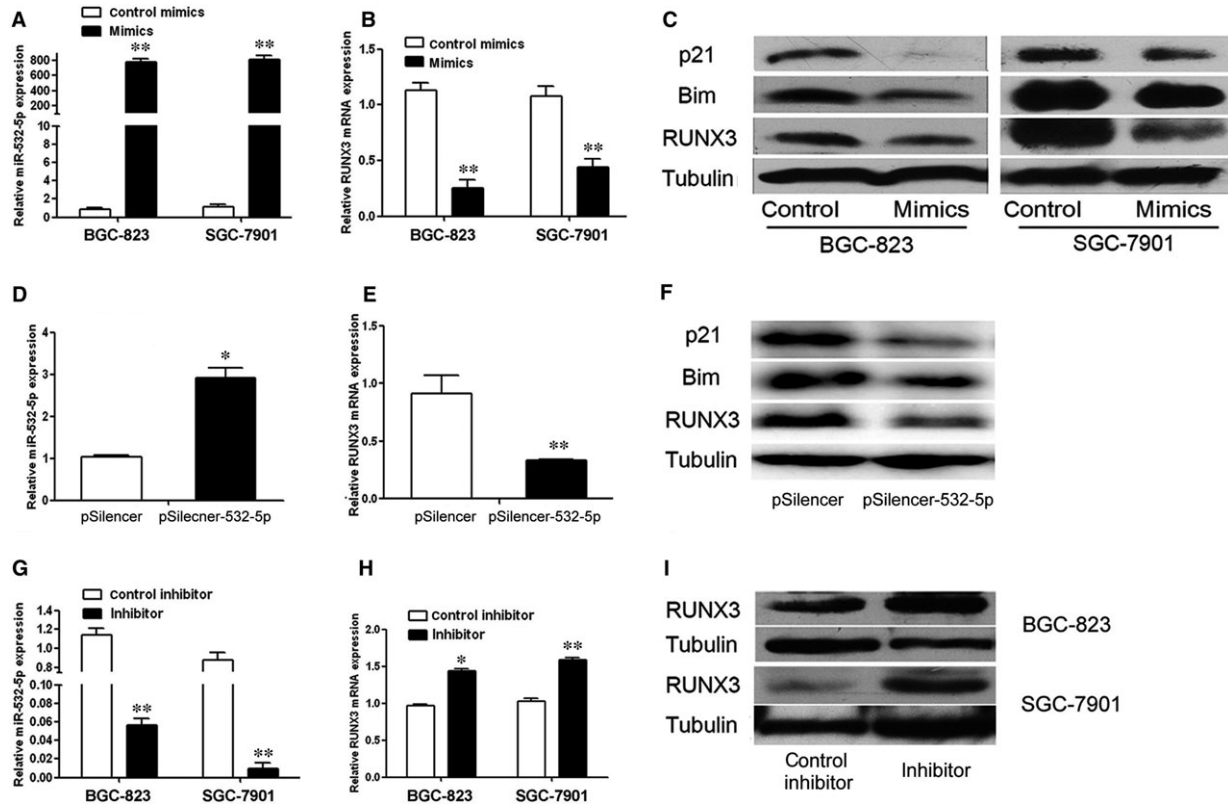 A
Control mimics
Mimics
Relative miR-532-5p expression
800
600
400
200
10
8
6
4
2
0
**
**
BGC-823
SGC-7901
B
Control mimics
Mimics
Relative RUNX3 mRNA expression
1.5
1.0
0.5
0.0
**
**
BGC-823
SGC-7901
C
p21
Bim
RUNX3
Tubulin
Control
Mimics
Control
Mimics
BGC-823
SGC-7901
D
Relative miR-532-5p expression
4
3
2
1
0
*
pSilencer
pSilecner-532-5p
E
Relative RUNX3 mRNA expression
1.5
1.0
0.5
0.0
**
pSilencer
pSilencer-532-5p
F
p21
Bim
RUNX3
Tubulin
pSilencer
pSilencer-532-5p
G
Control inhibitor
Inhibitor
Relative miR-532-5p expression
1.4
1.2
1.0
0.8
0.6
0.10
0.08
0.06
0.04
0.02
0.00
**
**
BGC-823
SGC-7901
H
Control inhibitor
Inhibitor
Relative RUNX3 mRNA expression
2.0
1.5
1.0
0.5
0.0
*
**
BGC-823
SGC-7901
I
RUNX3
Tubulin
BGC-823
RUNX3
Tubulin
SGC-7901
Control
inhibitor
Inhibitor